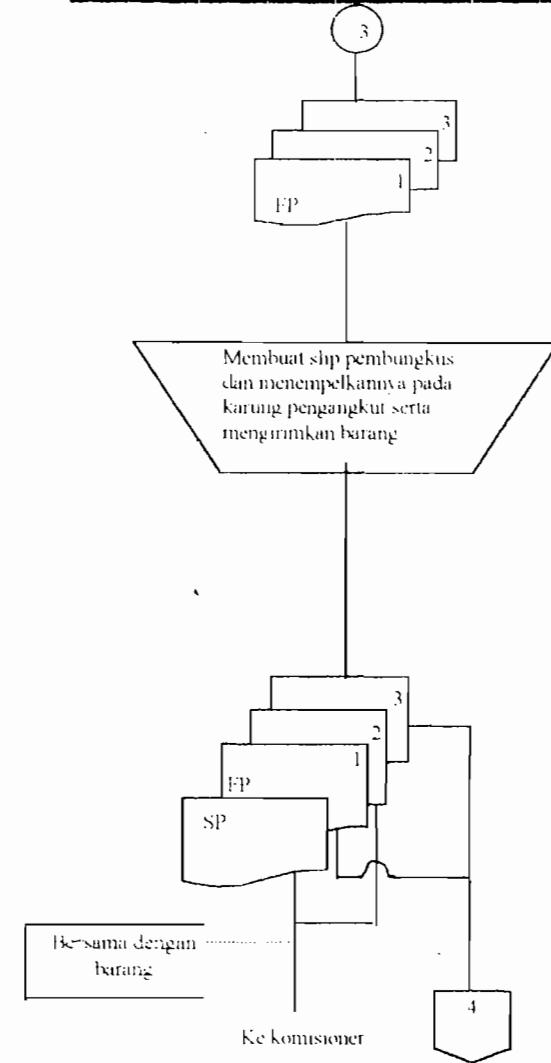 3
3
2
1
FP
Membuat slip pembungkus
dan menempelkannya pada
karung pengangkut serta
mengirimkan barang
3
2
1
FP
SP
Bersama dengan
barang
4
Ke komisioner